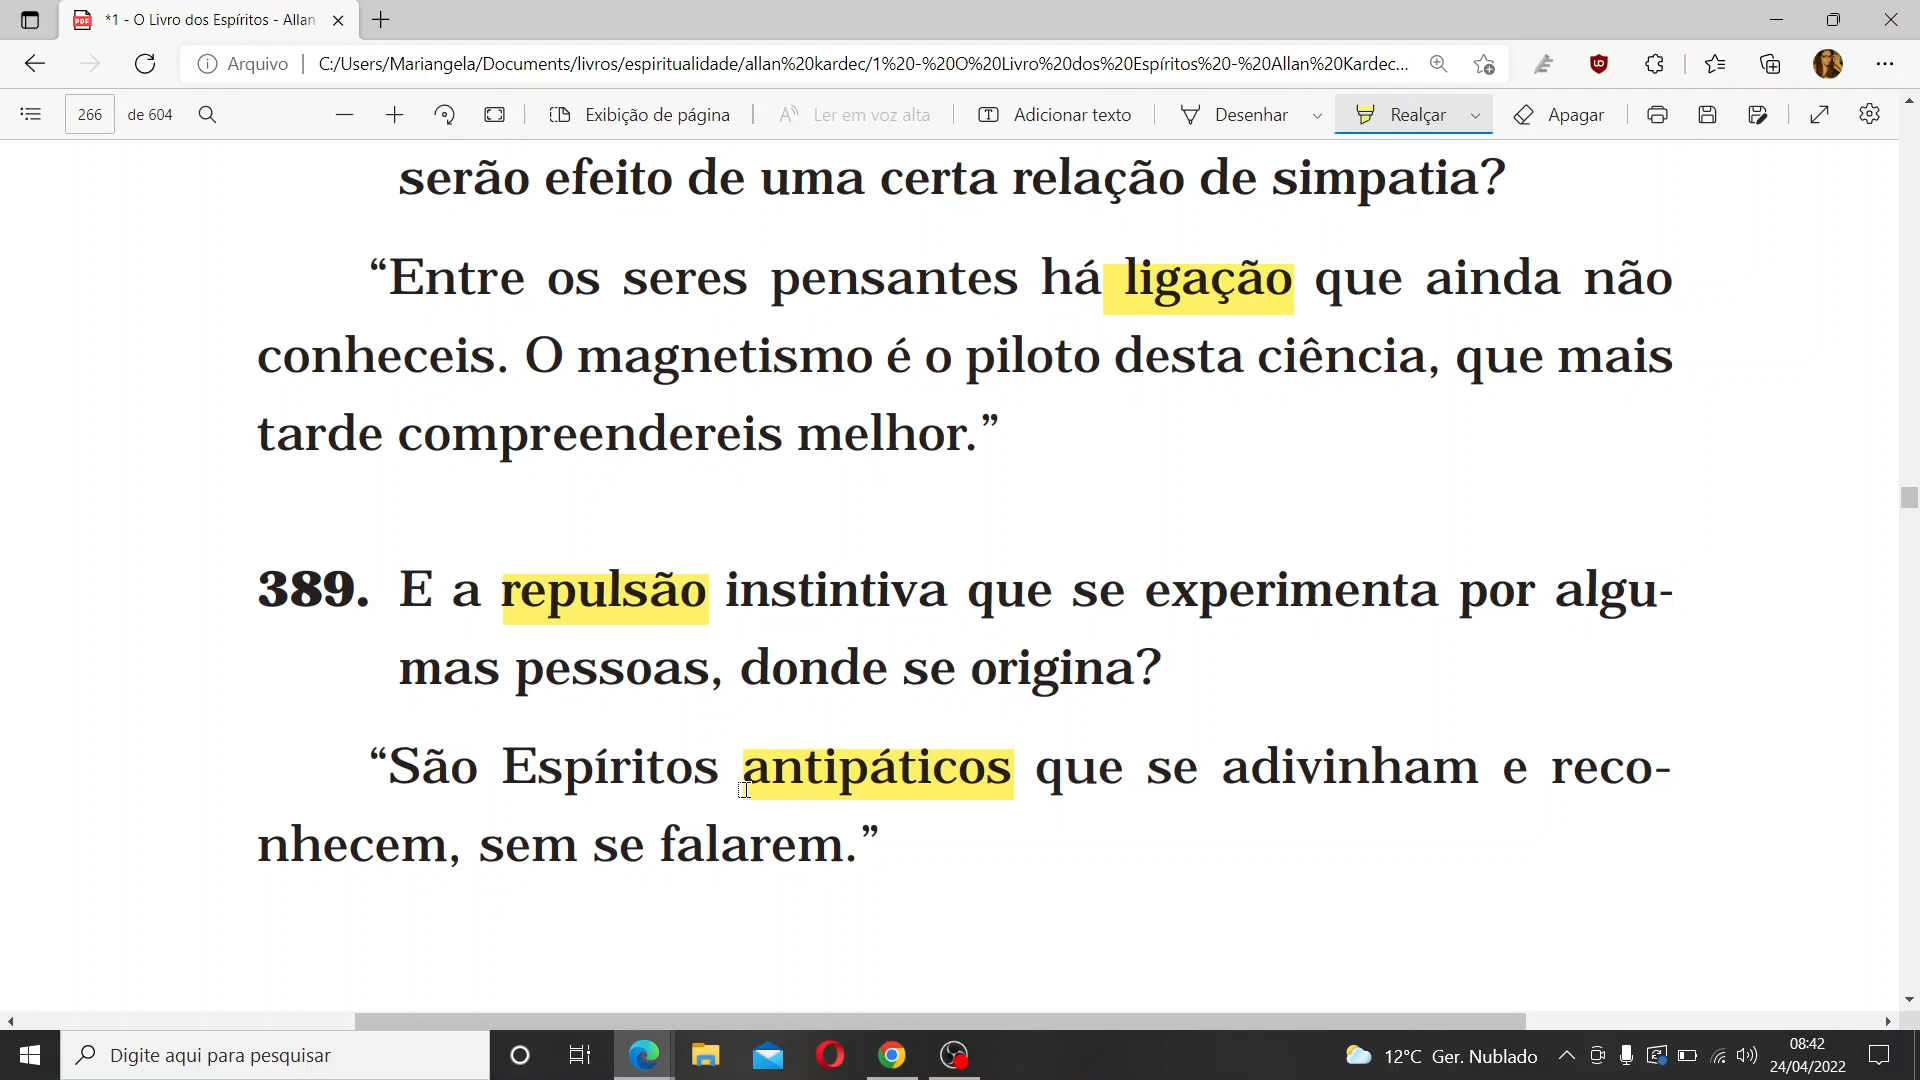 *1 - O Livro dos Espíritos - Allan
Arquivo
C:/Users/Mariangela/Documents/livros/espiritualidade/allan%20kardec/1%20-%20O%20Livro%20dos%20Espíritos%20-%20Allan%20Kardec...
266 de 604
Exibição de página
Ler em voz alta
Adicionar texto
Desenhar
Realçar
Apagar
serão efeito de uma certa relação de simpatia?
“Entre os seres pensantes há ligação que ainda não
conheceis. O magnetismo é o piloto desta ciência, que mais
tarde compreendereis melhor.”
389. E a repulsão instintiva que se experimenta por algu-
mas pessoas, donde se origina?
“São Espíritos antipáticos que se adivinham e reco-
nhecem, sem se falarem.”
Digite aqui para pesquisar
12°C Ger. Nublado
08:42
24/04/2022